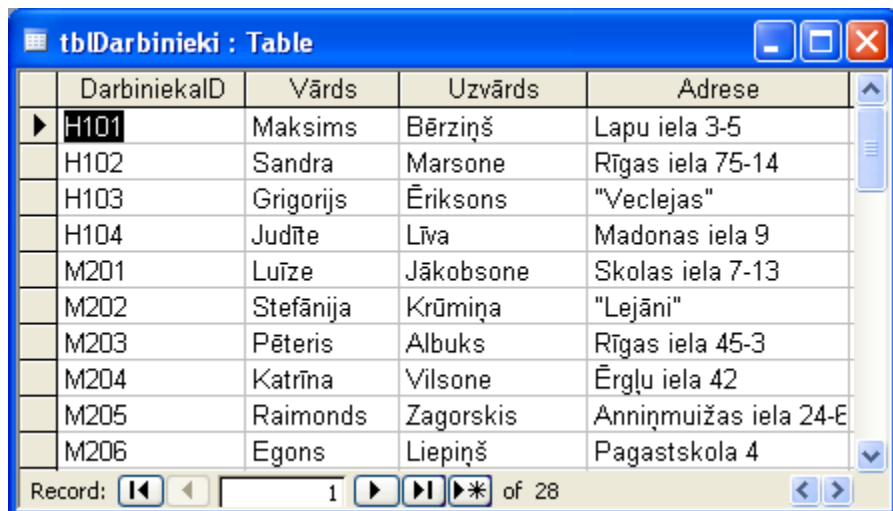 tblDarbinieki : Table
DarbiniekaID Vārds Uzvārds Adrese
H101 Maksims Bērziņš Lapu iela 3-5
H102 Sandra Marsone Rīgas iela 75-14
H103 Grigorijs Ēriksons "Veclejas"
H104 Judīte Līva Madonas iela 9
M201 Luīze Jākobsone Skolas iela 7-13
M202 Stefānija Krūmiņa "Lejāni"
M203 Pēteris Albuks Rīgas iela 45-3
M204 Katrīna Vilsone Ērgļu iela 42
M205 Raimonds Zagorskis Anniņmuižas iela
M206 Egons Liepiņš Pagastskola 4
Record: 1 of 28